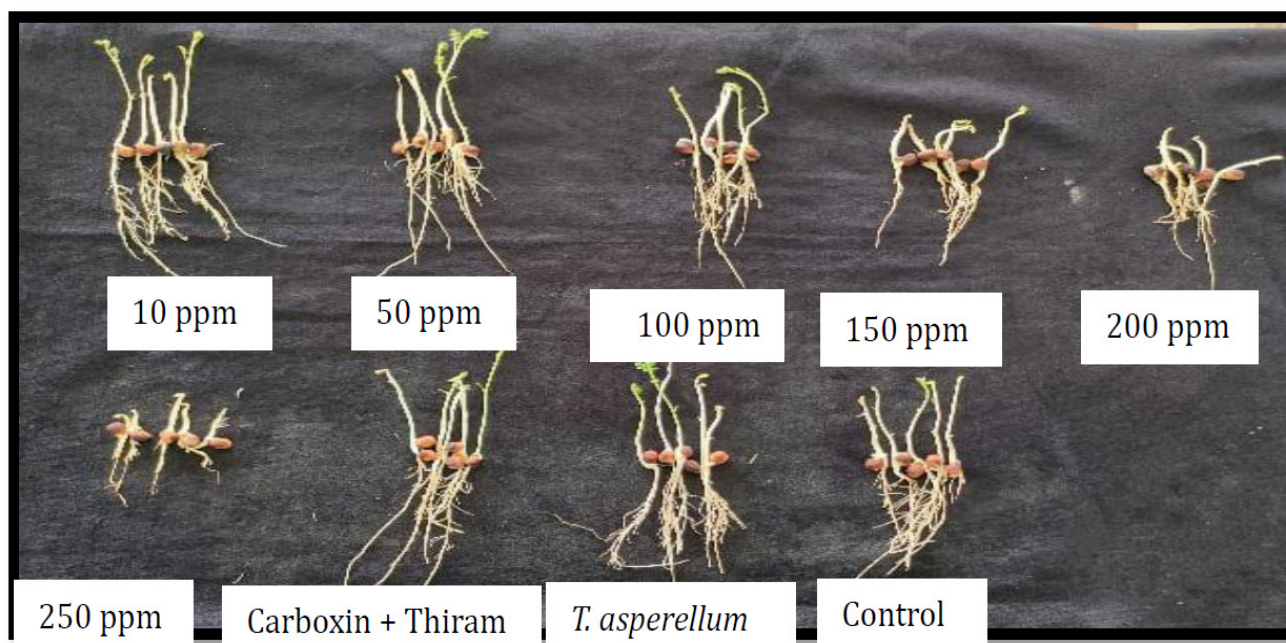 10 ppm
50 ppm
100 ppm
150 ppm
200 ppm
250 ppm
Carboxin + Thiram
T. asperellum
Control